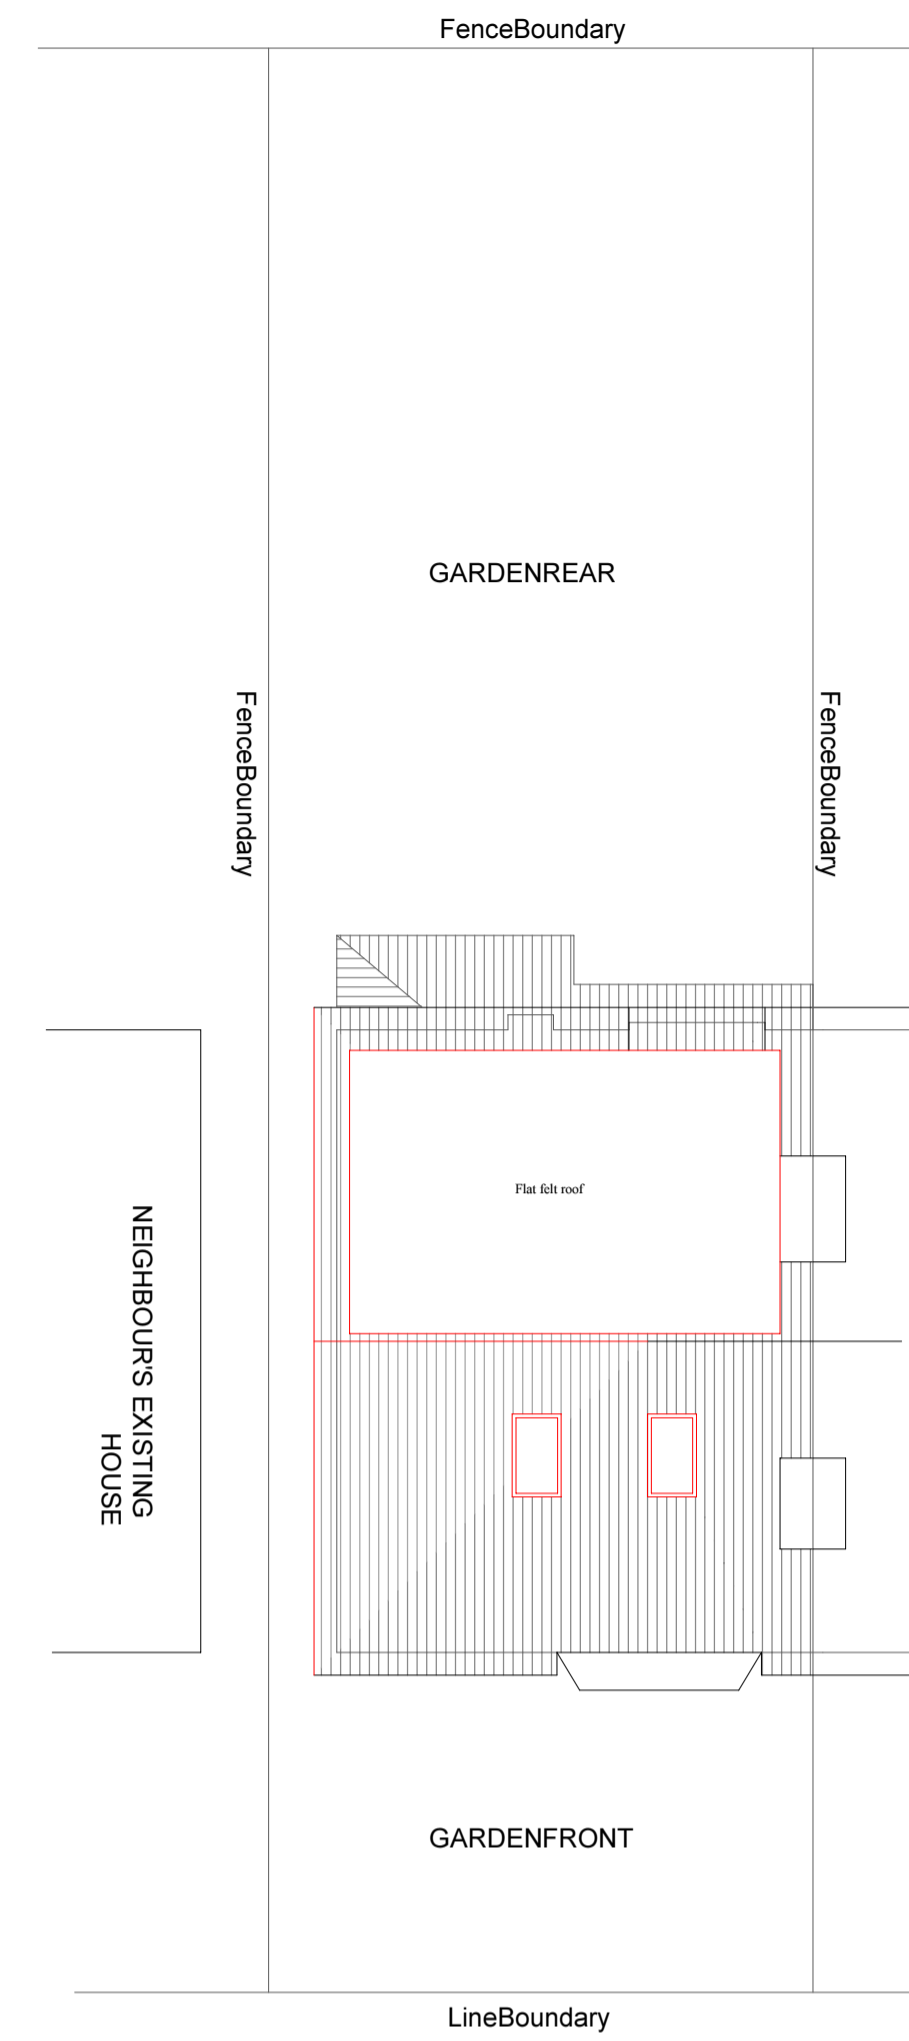 FenceBoundary
GARDENREAR
FenceBoundary
FenceBoundary
Flat felt roof
NEIGHBOUR'S EXISTING
HOUSE
GARDENFRONT
LineBoundary